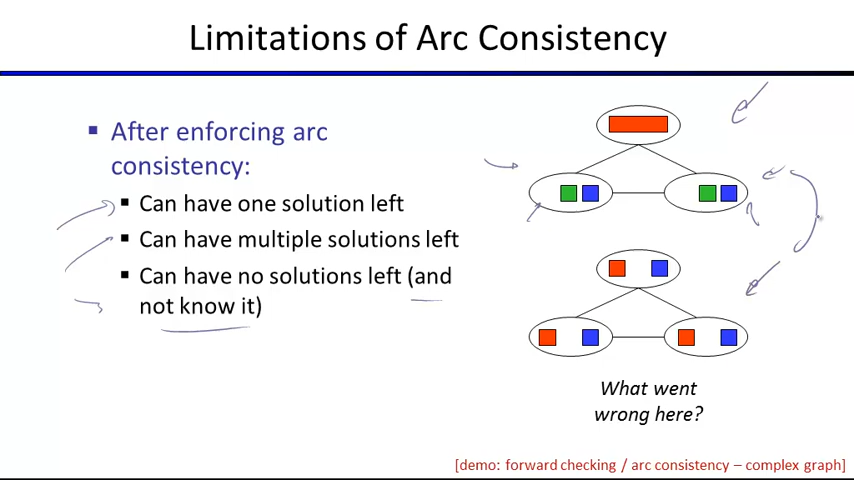 Limitations of Arc Consistency
After enforcing arc
consistency:
Can have one solution left
Can have multiple solutions left
Can have no solutions left (and
not know it)
What went
wrong here?
[demo: forward checking / arc consistency – complex graph]